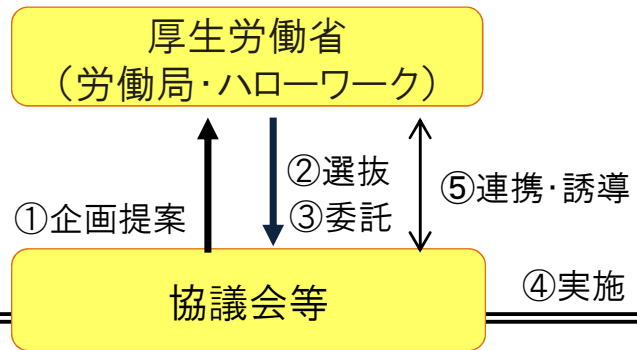 厚生労働省
（労働局・ハローワーク）
①企画提案
②選抜
③委託
⑤連携・誘導
協議会等
④実施